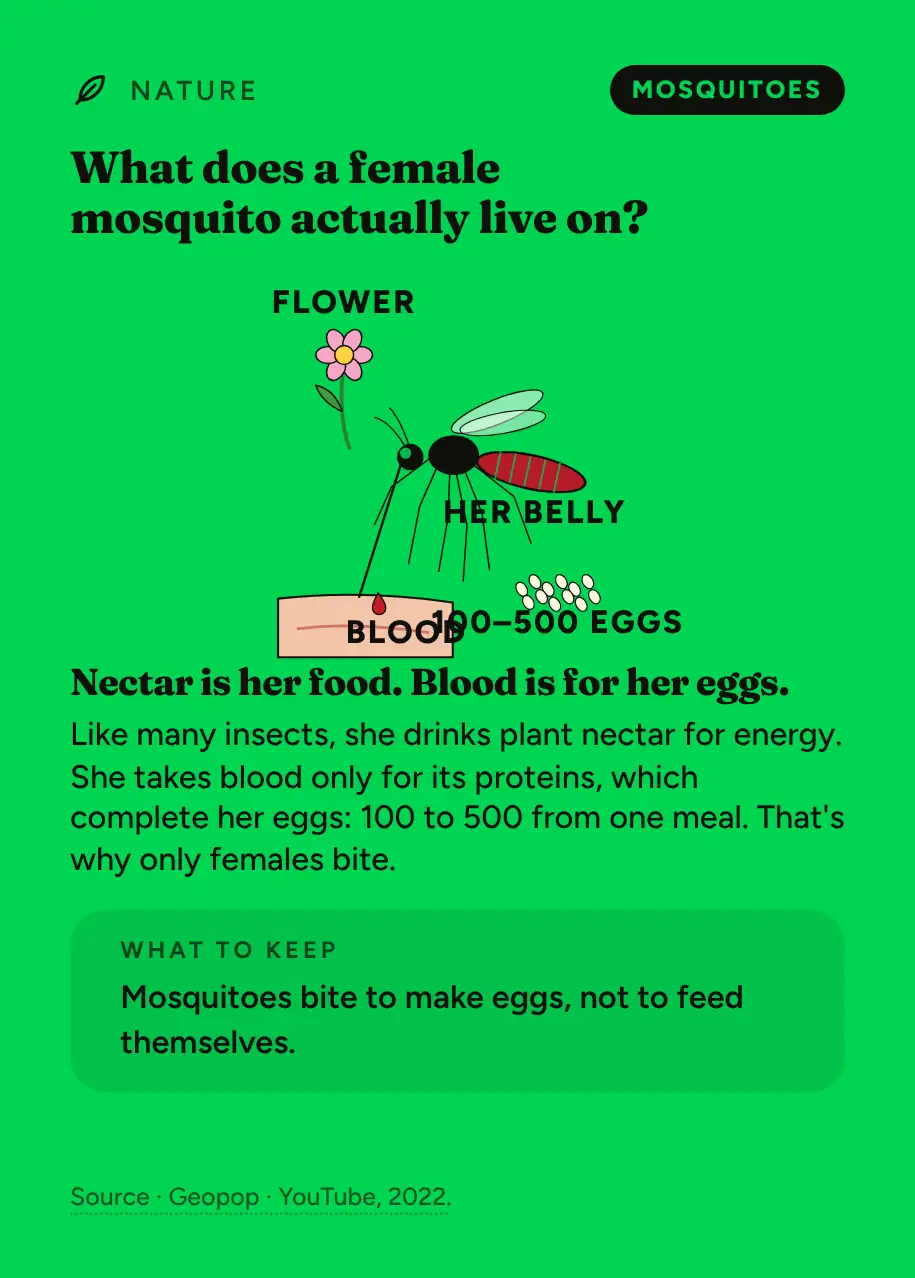 NATURE
MOSQUITOES
What does a female
mosquito actually live on?
FLOWER
HER BELLY
100–500 EGGS
BLOOD
Nectar is her food. Blood is for her eggs.
Like many insects, she drinks plant nectar for energy.
She takes blood only for its proteins, which
complete her eggs: 100 to 500 from one meal. That's
why only females bite.
WHAT TO KEEP
Mosquitoes bite to make eggs, not to feed
themselves.
Source · Geopop · YouTube, 2022.